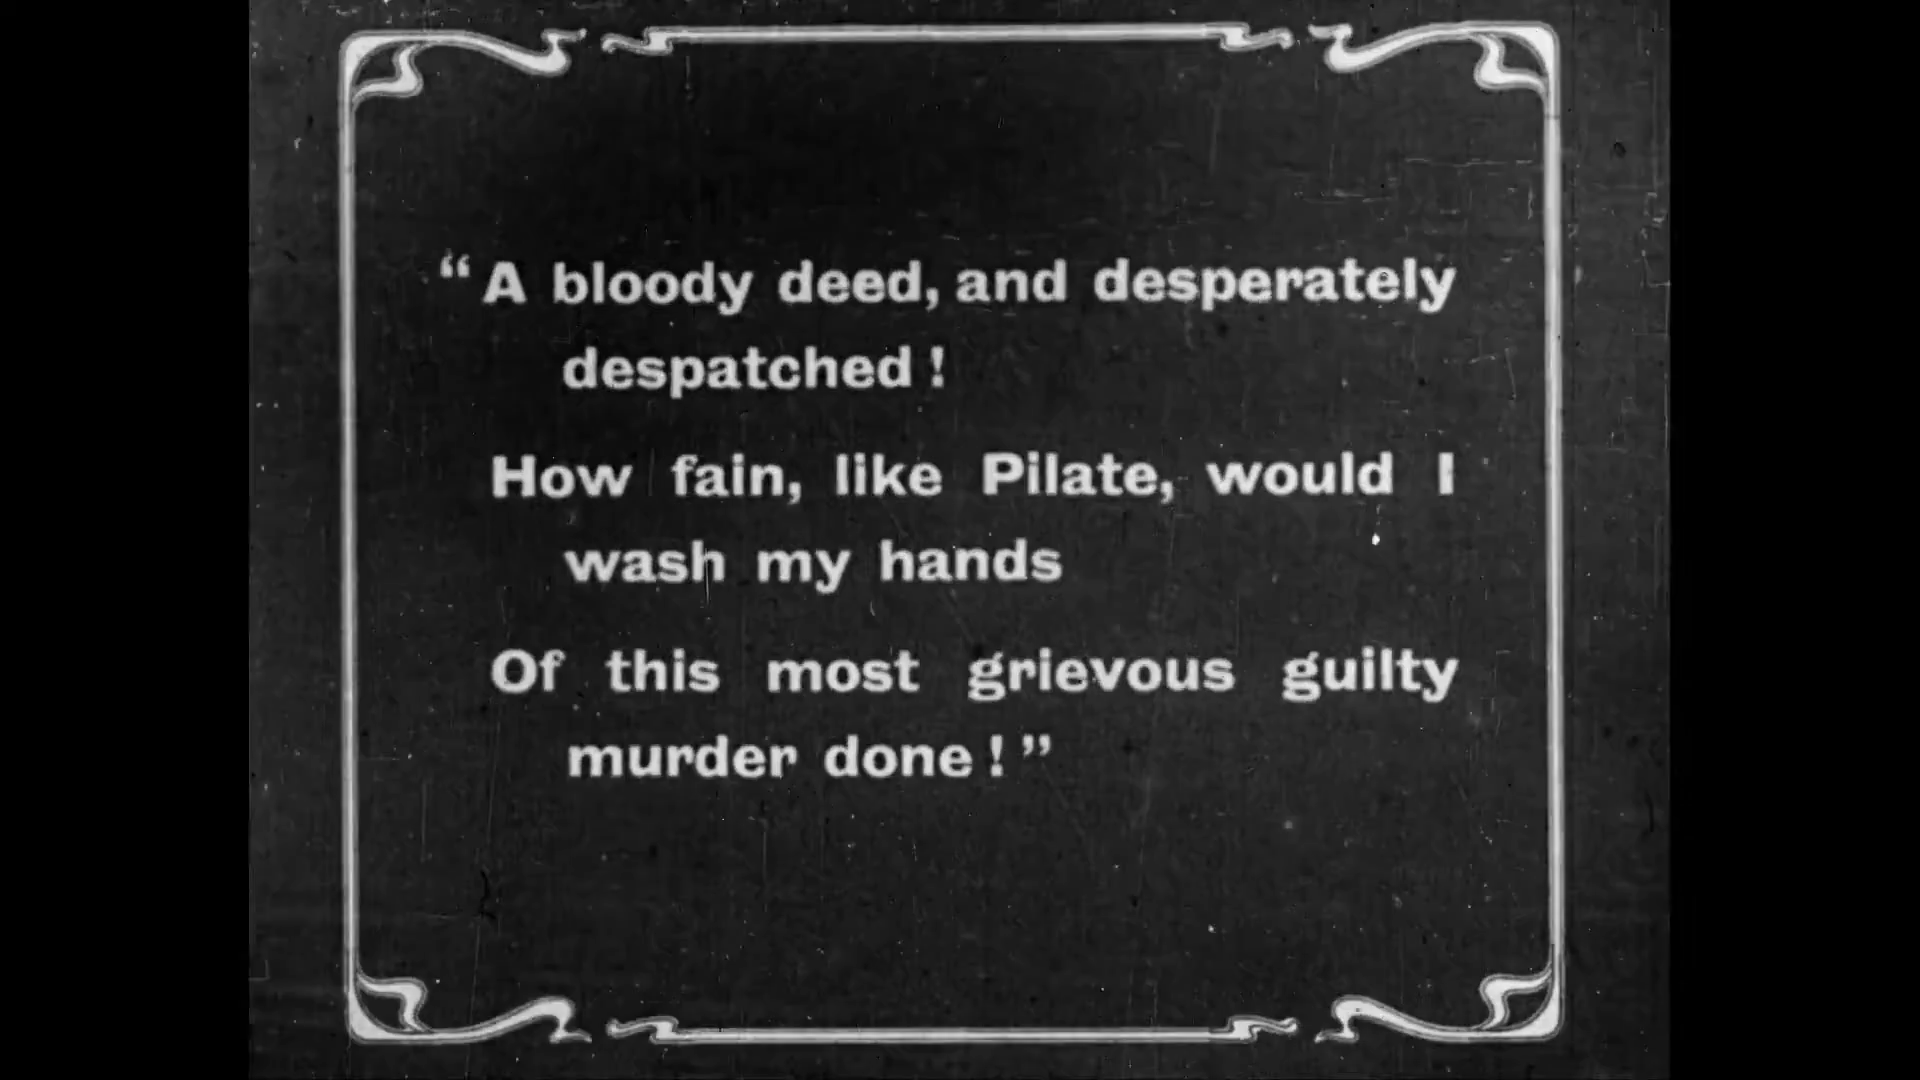 “A bloody deed, and desperately
despatched !
How fain, like Pilate, would I
wash my hands
Of this most grievous guilty
murder done ! ”